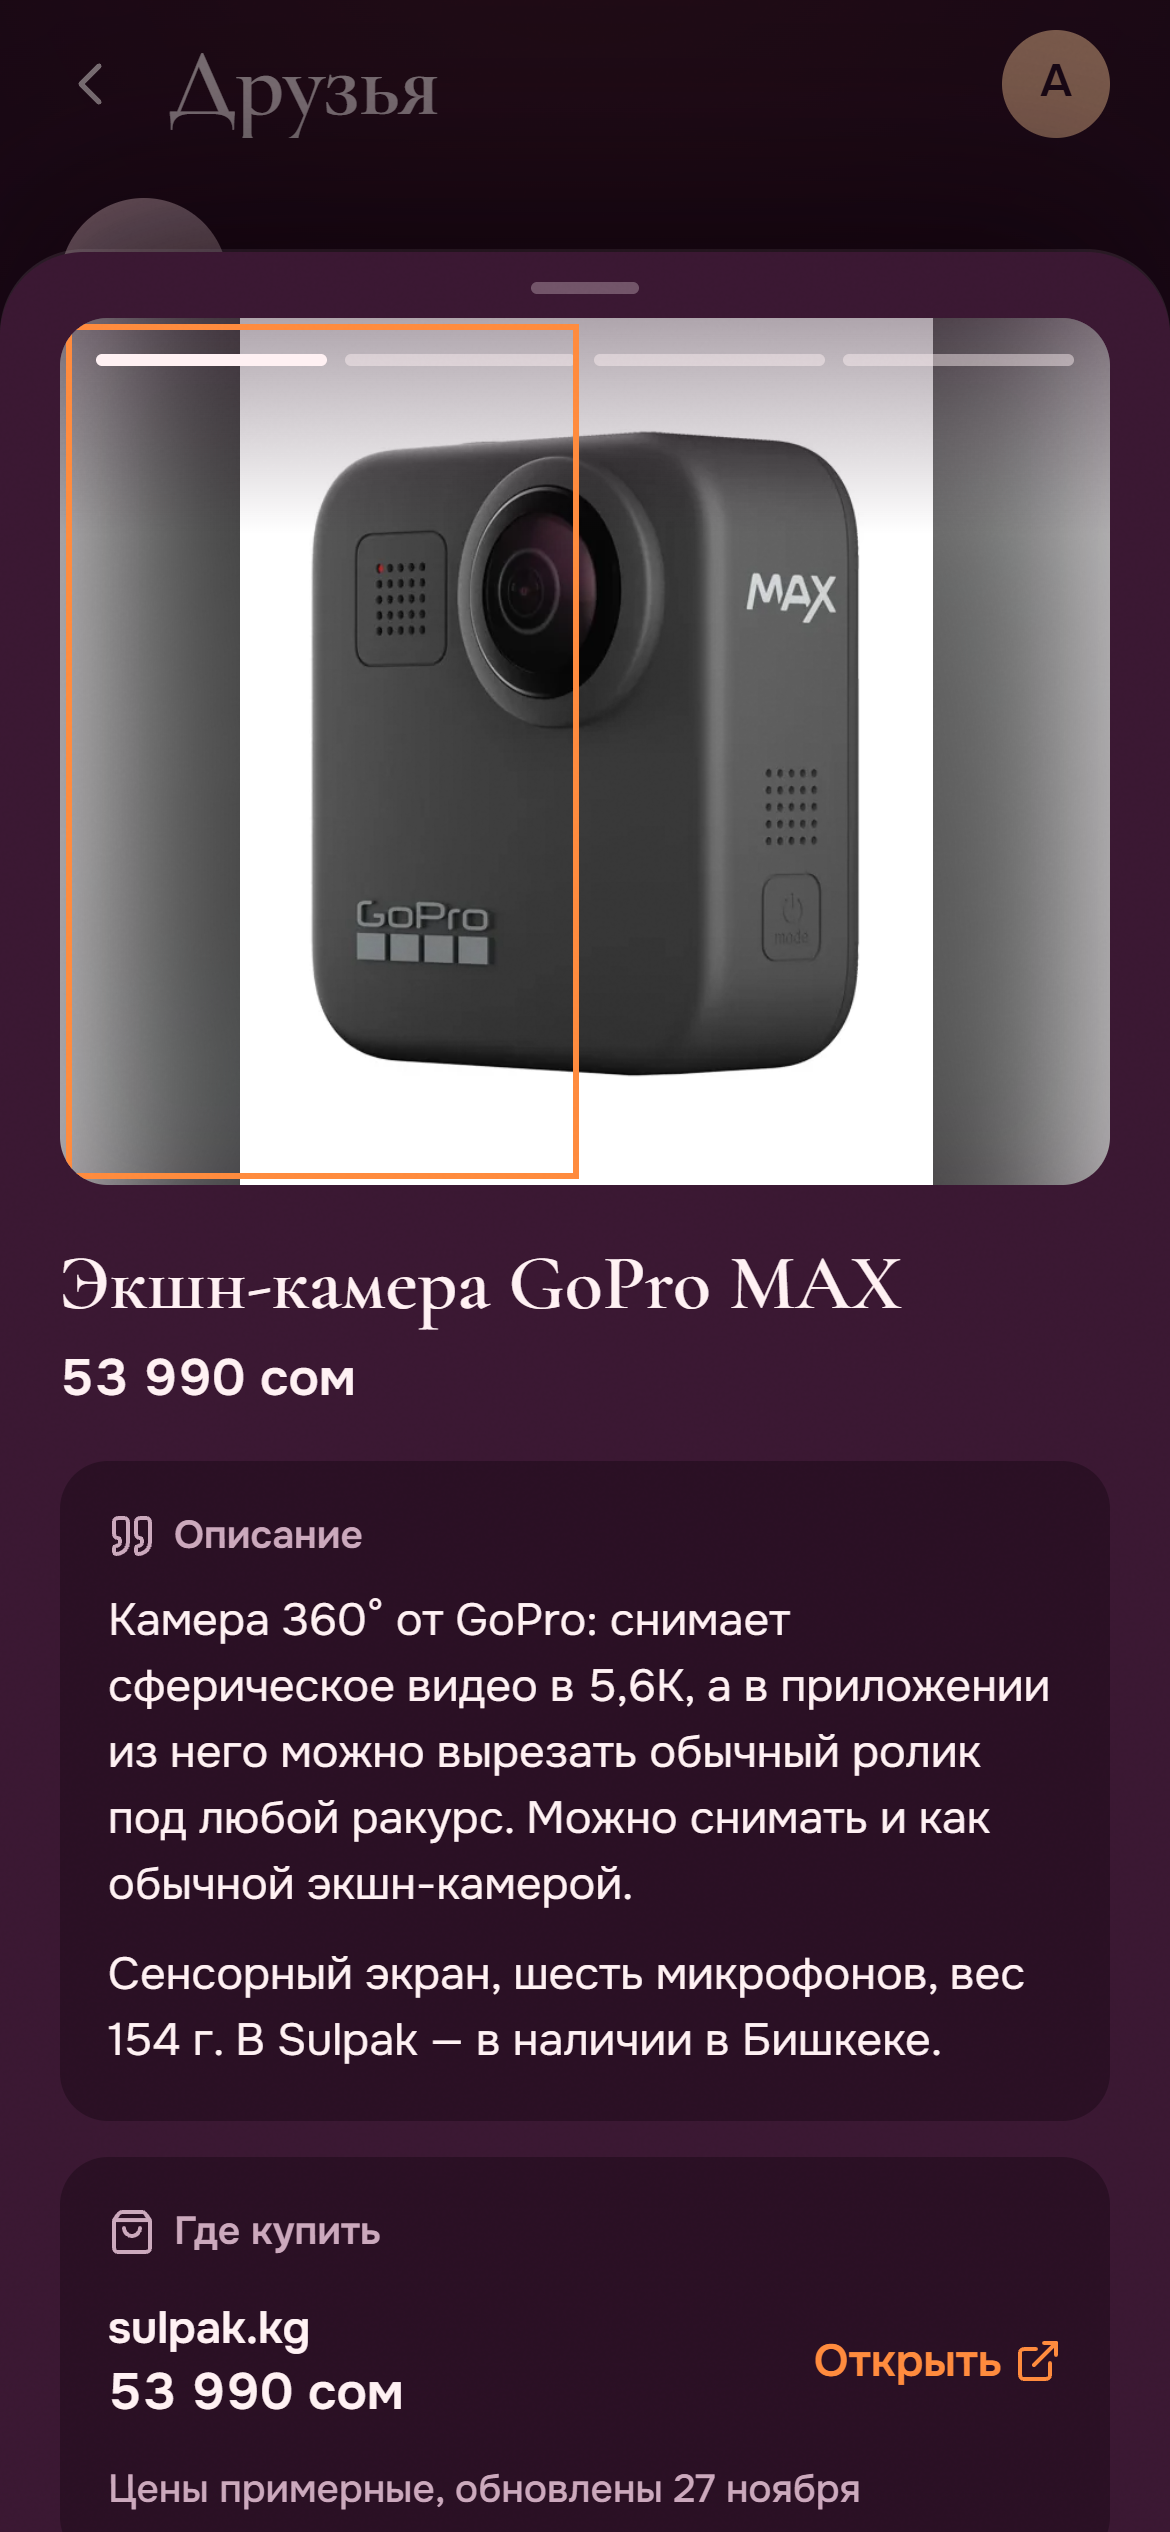 Друзья
A
MAX
GoPro
mode
Экшн-камера GoPro MAX
53 990 сом
Описание
Камера 360° от GoPro: снимает
сферическое видео в 5,6K, а в приложении
из него можно вырезать обычный ролик
под любой ракурс. Можно снимать и как
обычной экшн-камерой.
Сенсорный экран, шесть микрофонов, вес
154 г. В Sulpak — в наличии в Бишкеке.
Где купить
sulpak.kg
53 990 сом
Открыть
Цены примерные, обновлены 27 ноября